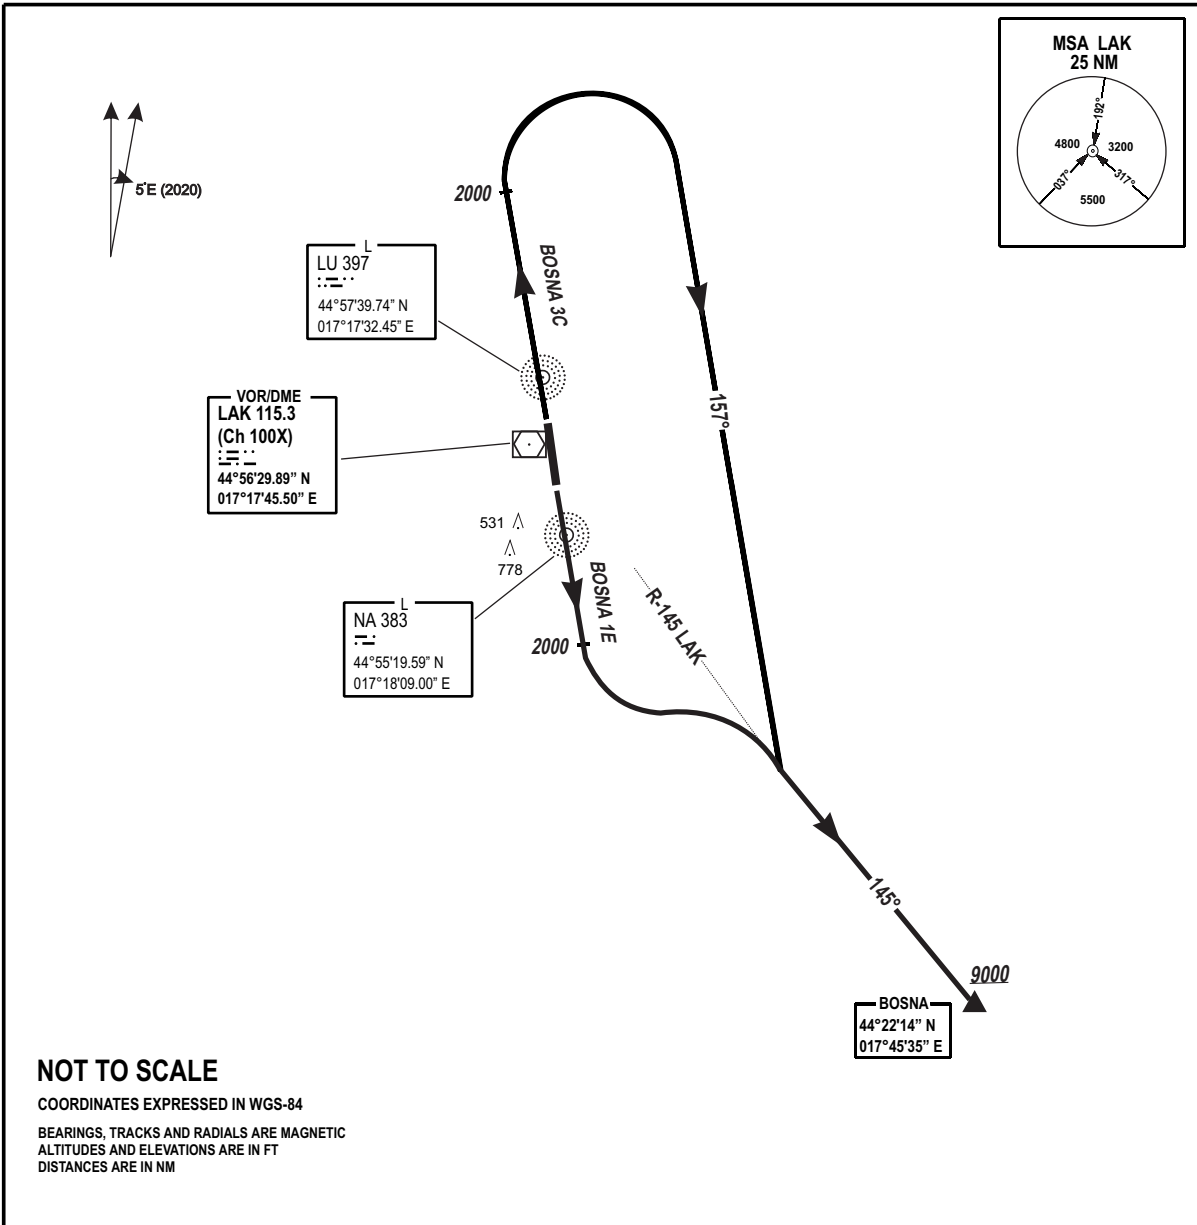 MSA LAK
25 NM
192°
4800
3200
037°
317°
5500
5°E (2020)
2000
BOSNA 3C
L
LU 397
44°57'39.74” N
017°17'32.45” E
VOR/DME
LAK 115.3
(Ch 100X)
44°56'29.89” N
017°17'45.50” E
157°
531
778
BOSNA 1E
R-145 LAK
L
NA 383
44°55'19.59” N
017°18'09.00” E
2000
145°
9000
BOSNA
44°22'14” N
017°45'35” E
NOT TO SCALE
COORDINATES EXPRESSED IN WGS-84
BEARINGS, TRACKS AND RADIALS ARE MAGNETIC
ALTITUDES AND ELEVATIONS ARE IN FT
DISTANCES ARE IN NM